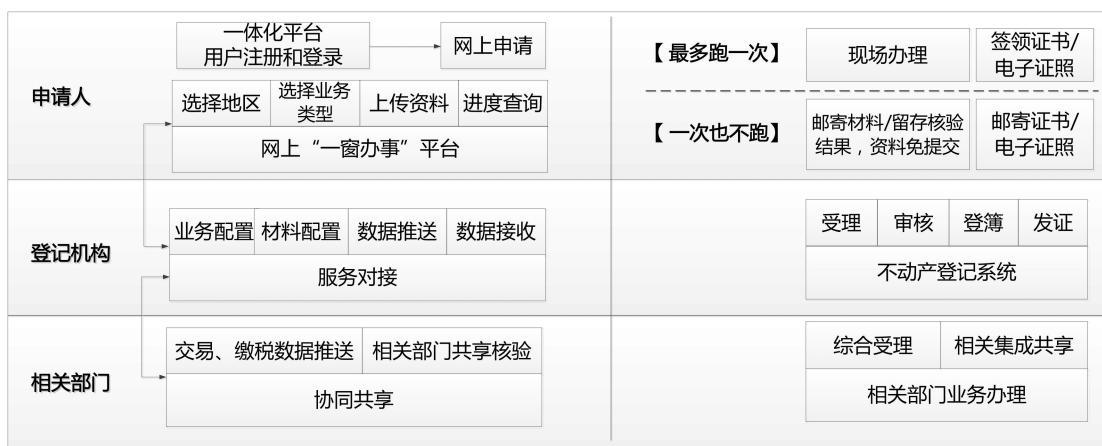 申请人
一体化平台
用户注册和登录
网上申请
选择地区
选择业务
类型
上传资料
进度查询
网上“一窗办事”平台
【 最多跑一次】
现场办理
签领证书/
电子证照
【 一次也不跑】
邮寄材料/留存核验
结果，资料免提交
邮寄证书/
电子证照
登记机构
业务配置
材料配置
数据推送
数据接收
服务对接
受理
审核
登簿
发证
不动产登记系统
相关部门
交易、缴税数据推送
相关部门共享核验
协同共享
综合受理
相关集成共享
相关部门业务办理